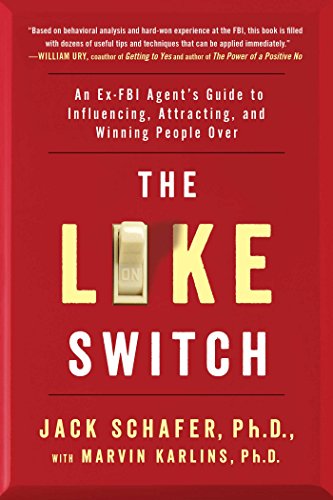 "Based on behavioral analysis and hard-won experience at the FBI, this book is filled
with dozens of useful tips and techniques that can be applied immediately."
—WILLIAM URY, coauthor of Getting to Yes and author of The Power of a Positive No
An Ex-FBI Agent's Guide to
Influencing, Attracting, and
Winning People Over
THE
LIKE
ON
SWITCH
JACK SCHAFER, Ph.D.,
WITH MARVIN KARLINS, Ph.D.